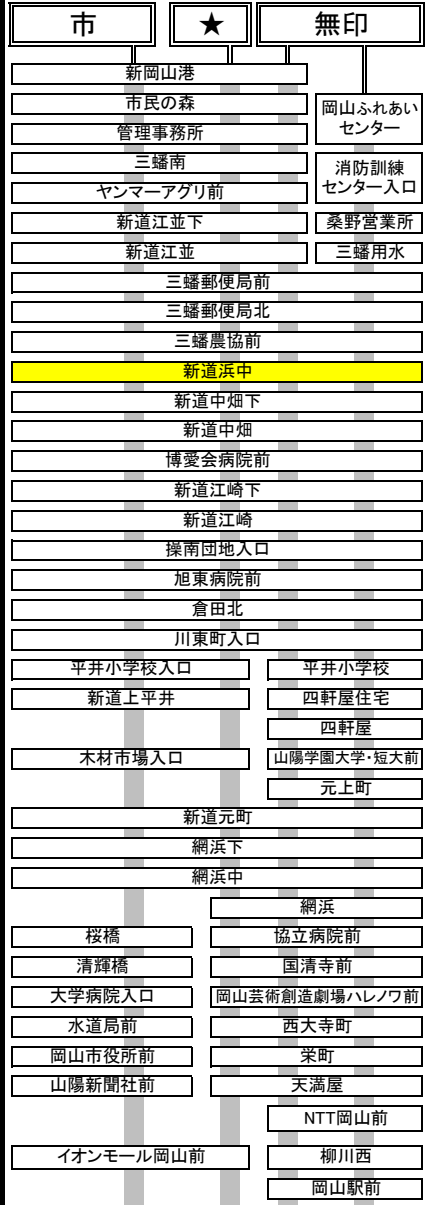 市
★
無印
新岡山港
市民の森
岡山ふれあい
センター
管理事務所
三蟠南
消防訓練
センター入口
ヤンマーアグリ前
新道江並下
桑野営業所
新道江並
三蟠用水
三蟠郵便局前
三蟠郵便局北
三蟠農協前
新道浜中
新道中畑下
新道中畑
博愛会病院前
新道江崎下
新道江崎
操南団地入口
旭東病院前
倉田北
川東町入口
平井小学校入口
平井小学校
新道上平井
四軒屋住宅
四軒屋
木材市場入口
山陽学園大学・短大前
元上町
新道元町
網浜下
網浜中
網浜
桜橋
協立病院前
清輝橋
国清寺前
大学病院入口
岡山芸術創造劇場ハレノワ前
水道局前
西大寺町
岡山市役所前
栄町
山陽新聞社前
天満屋
NTT岡山前
イオンモール岡山前
柳川西
岡山駅前